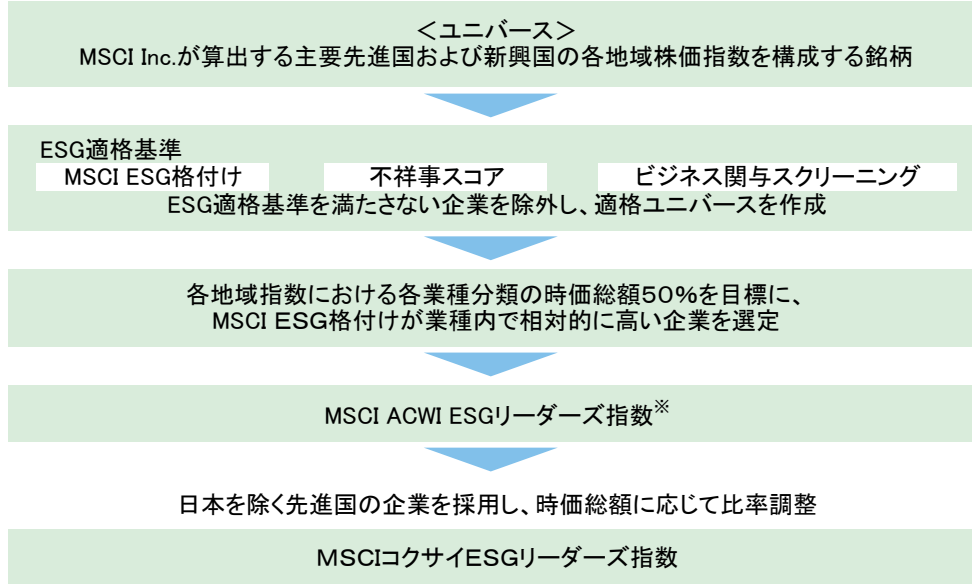 ＜ユニバース＞
MSCI Inc.が算出する主要先進国および新興国の各地域株価指数を構成する銘柄
ESG適格基準
MSCI ESG格付け 不祥事スコア ビジネス関与スクリーニング
ESG適格基準を満たさない企業を除外し、適格ユニバースを作成
各地域指数における各業種分類の時価総額５０％を目標に、
MSCI ＥＳＧ格付けが業種内で相対的に高い企業を選定
MSCI ACWI ESGリーダーズ指数※
日本を除く先進国の企業を採用し、時価総額に応じて比率調整
ＭＳＣＩコクサイＥＳＧリーダーズ指数